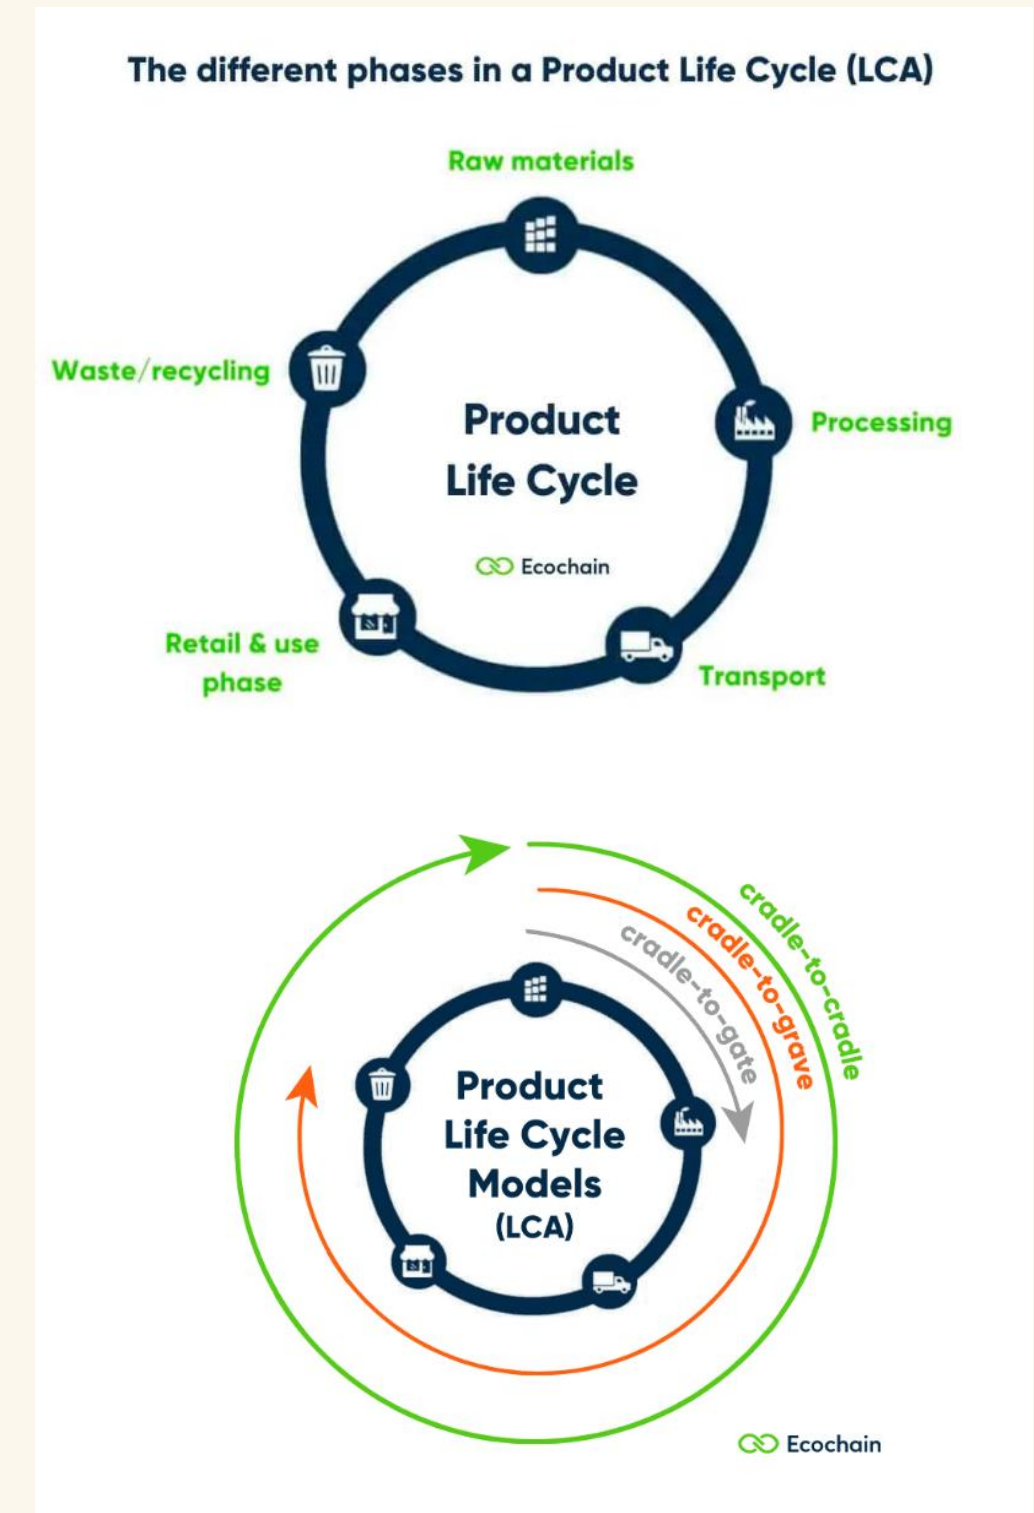 The different phases in a Product Life Cycle (LCA)
Raw materials
Waste/recycling
Processing
Product
Life Cycle
Ecochain
Retail & use
phase
Transport
cradle-to-cradle
cradle-to-grave
cradle-to-gate
Product
Life Cycle
Models
(LCA)
Ecochain